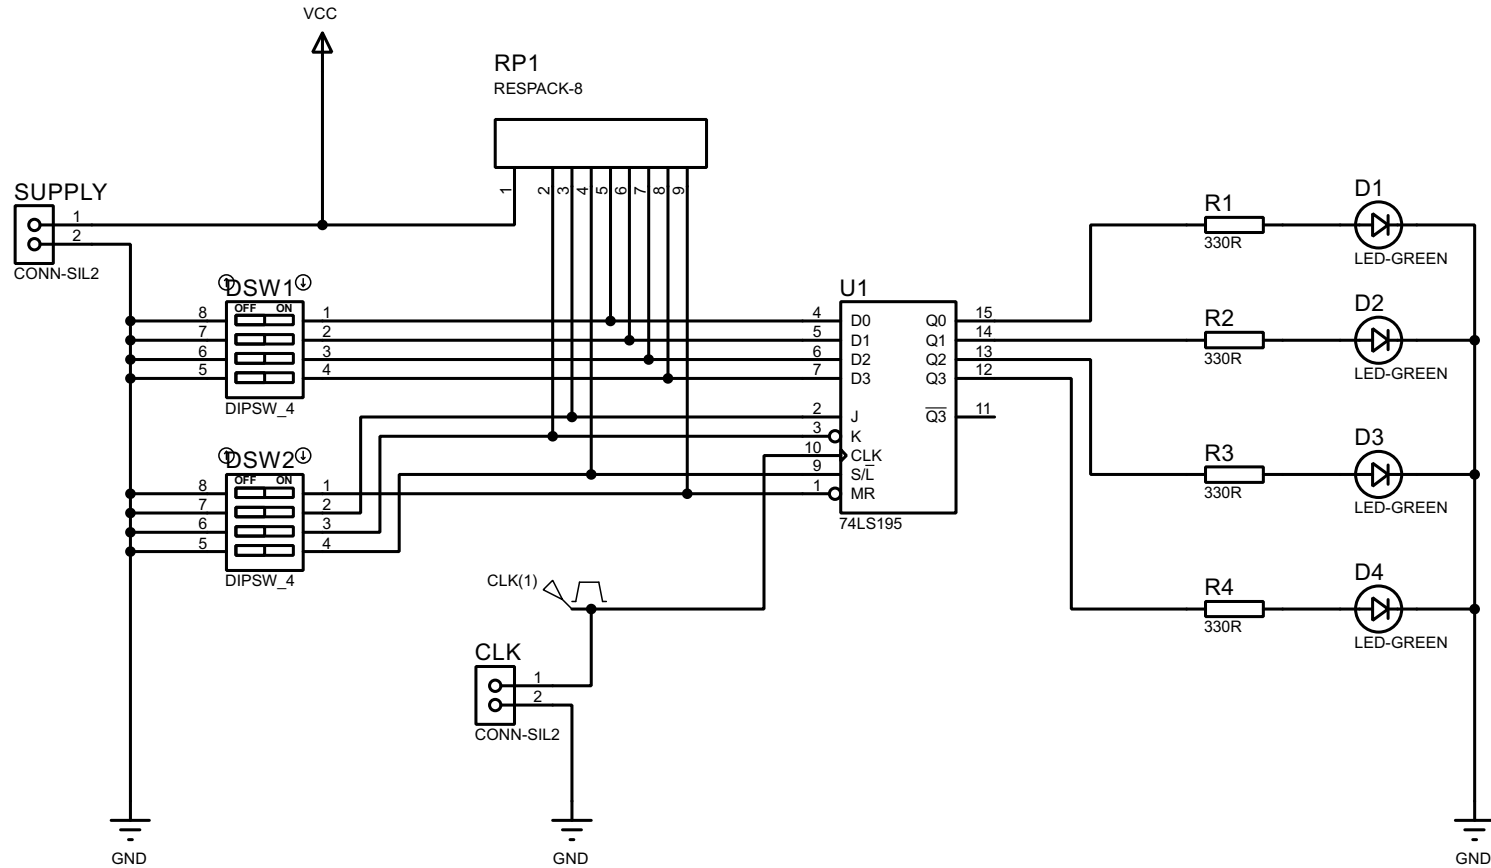 VCC
RP1
RESPACK-8
1
2
3
4
5
6
7
8
9
SUPPLY
1
2
CONN-SIL2
DSW1
OFF ON
8 1
7 2
6 3
5 4
DIPSW_4
DSW2
OFF ON
8 1
7 2
6 3
5 4
DIPSW_4
U1
4 D0 Q0 15
5 D1 Q1 14
6 D2 Q2 13
7 D3 Q3 12
2 J Q3 11
3 K
10 CLK
9 S/L
1 MR
74LS195
CLK(1)
CLK
1
2
CONN-SIL2
R1
330R
D1
LED-GREEN
R2
330R
D2
LED-GREEN
R3
330R
D3
LED-GREEN
R4
330R
D4
LED-GREEN
GND
GND
GND